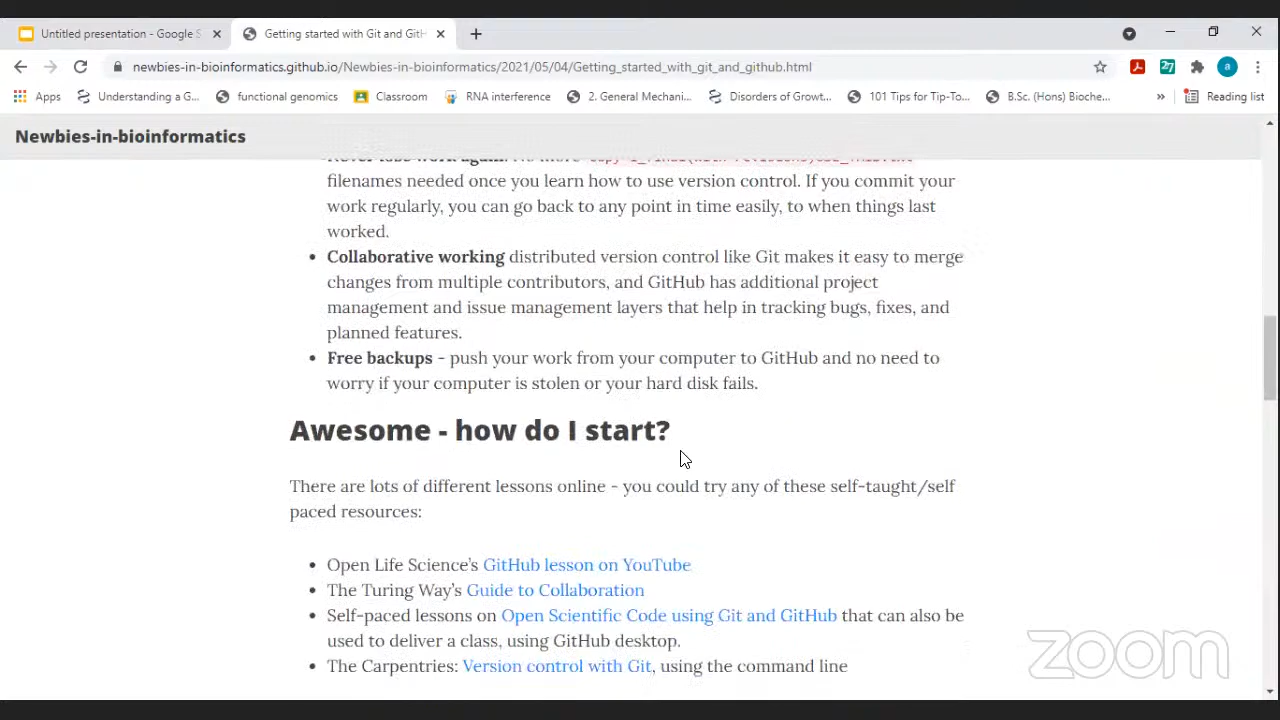 Untitled presentation - Google S
Getting started with Git and GitH
newbies-in-bioinformatics.github.io/Newbies-in-bioinformatics/2021/05/04/Getting_started_with_git_and_github.html
Apps Understanding a G... functional genomics Classroom RNA interference 2. General Mechani... Disorders of Growt... 101 Tips for Tip-To... B.Sc. (Hons) Bioche... » Reading list
Newbies-in-bioinformatics
filenames needed once you learn how to use version control. If you commit your
work regularly, you can go back to any point in time easily, to when things last
worked.
• Collaborative working distributed version control like Git makes it easy to merge
changes from multiple contributors, and GitHub has additional project
management and issue management layers that help in tracking bugs, fixes, and
planned features.
• Free backups - push your work from your computer to GitHub and no need to
worry if your computer is stolen or your hard disk fails.
Awesome - how do I start?
There are lots of different lessons online - you could try any of these self-taught/self
paced resources:
• Open Life Science's GitHub lesson on YouTube
• The Turing Way's Guide to Collaboration
• Self-paced lessons on Open Scientific Code using Git and GitHub that can also be
used to deliver a class, using GitHub desktop.
• The Carpentries: Version control with Git, using the command line
zoom